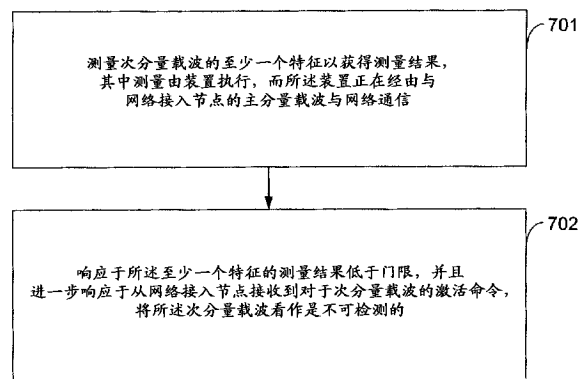 701
测量次分量载波的至少一个特征以获得测量结果，
其中测量由装置执行，而所述装置正在经由与
网络接入节点的主分量载波与网络通信
702
响应于所述至少一个特征的测量结果低于门限，并且
进一步响应于从网络接入节点接收到对于次分量载波的激活命令，
将所述次分量载波看作是不可检测的